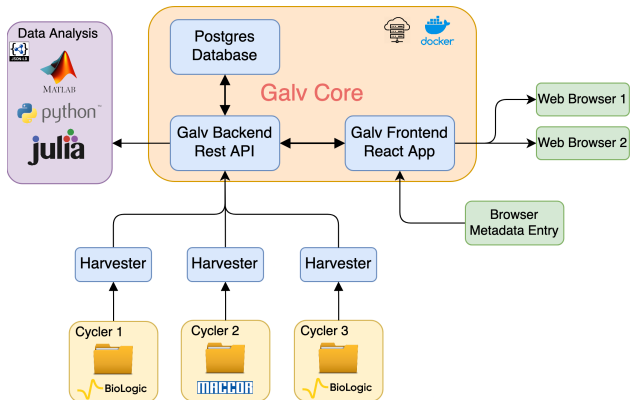 Data Analysis
JSON-LD
MATLAB
python™
julia
Postgres
Database
docker
Galv Core
Galv Backend
Rest API
Galv Frontend
React App
Web Browser 1
Web Browser 2
Browser
Metadata Entry
Harvester
Harvester
Harvester
Cycler 1
BioLogic
Cycler 2
MACCOR
Cycler 3
BioLogic